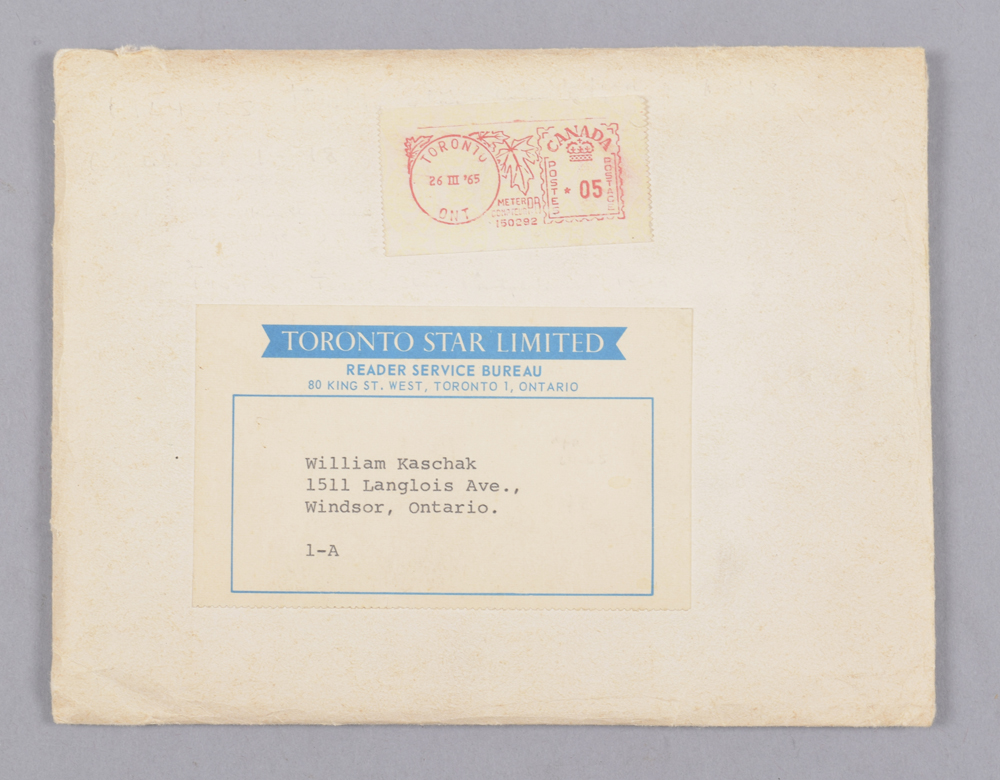 TORONTO
26 III '65
ONT
METER
150292
CANADA
POSTES
POSTAGE
* 05
TORONTO STAR LIMITED
READER SERVICE BUREAU
80 KING ST. WEST, TORONTO 1, ONTARIO
William Kaschak
1511 Langlois Ave.,
Windsor, Ontario.
1-A